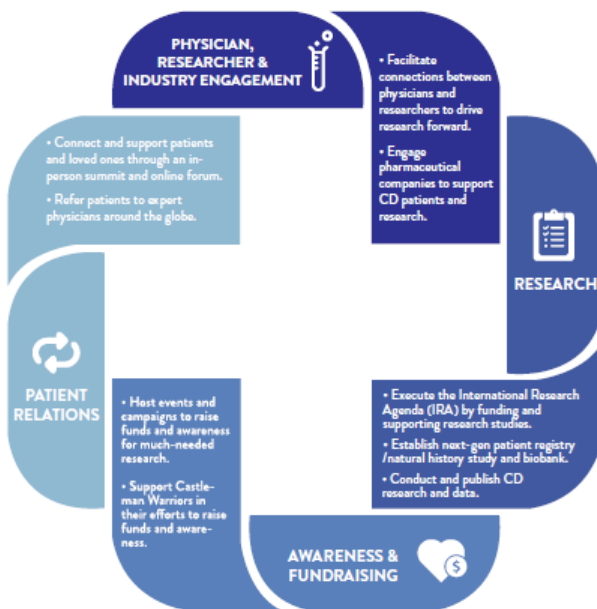 PHYSICIAN,
RESEARCHER &
INDUSTRY ENGAGEMENT
• Facilitate
connections between
physicians and
researchers to drive
research forward.
• Engage
pharmaceutical
companies to support
CD patients and
research.
RESEARCH
• Execute the International Research
Agenda (IRA) by funding and
supporting research studies.
• Establish next-gen patient registry
/natural history study and biobank.
• Conduct and publish CD
research and data.
AWARENESS &
FUNDRAISING
$
• Host events and
campaigns to raise
funds and awareness
for much-needed
research.
• Support Castle-
man Warriors in
their efforts to raise
funds and aware-
ness.
PATIENT
RELATIONS
• Connect and support patients
and loved ones through an in-
person summit and online forum.
• Refer patients to expert
physicians around the globe.